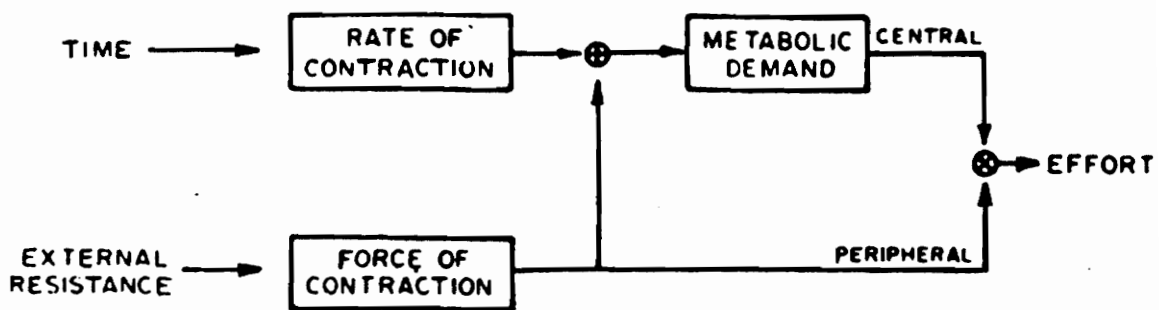 TIME
RATE OF
CONTRACTION
METABOLIC
DEMAND
CENTRAL
EFFORT
EXTERNAL
RESISTANCE
FORCE OF
CONTRACTION
PERIPHERAL